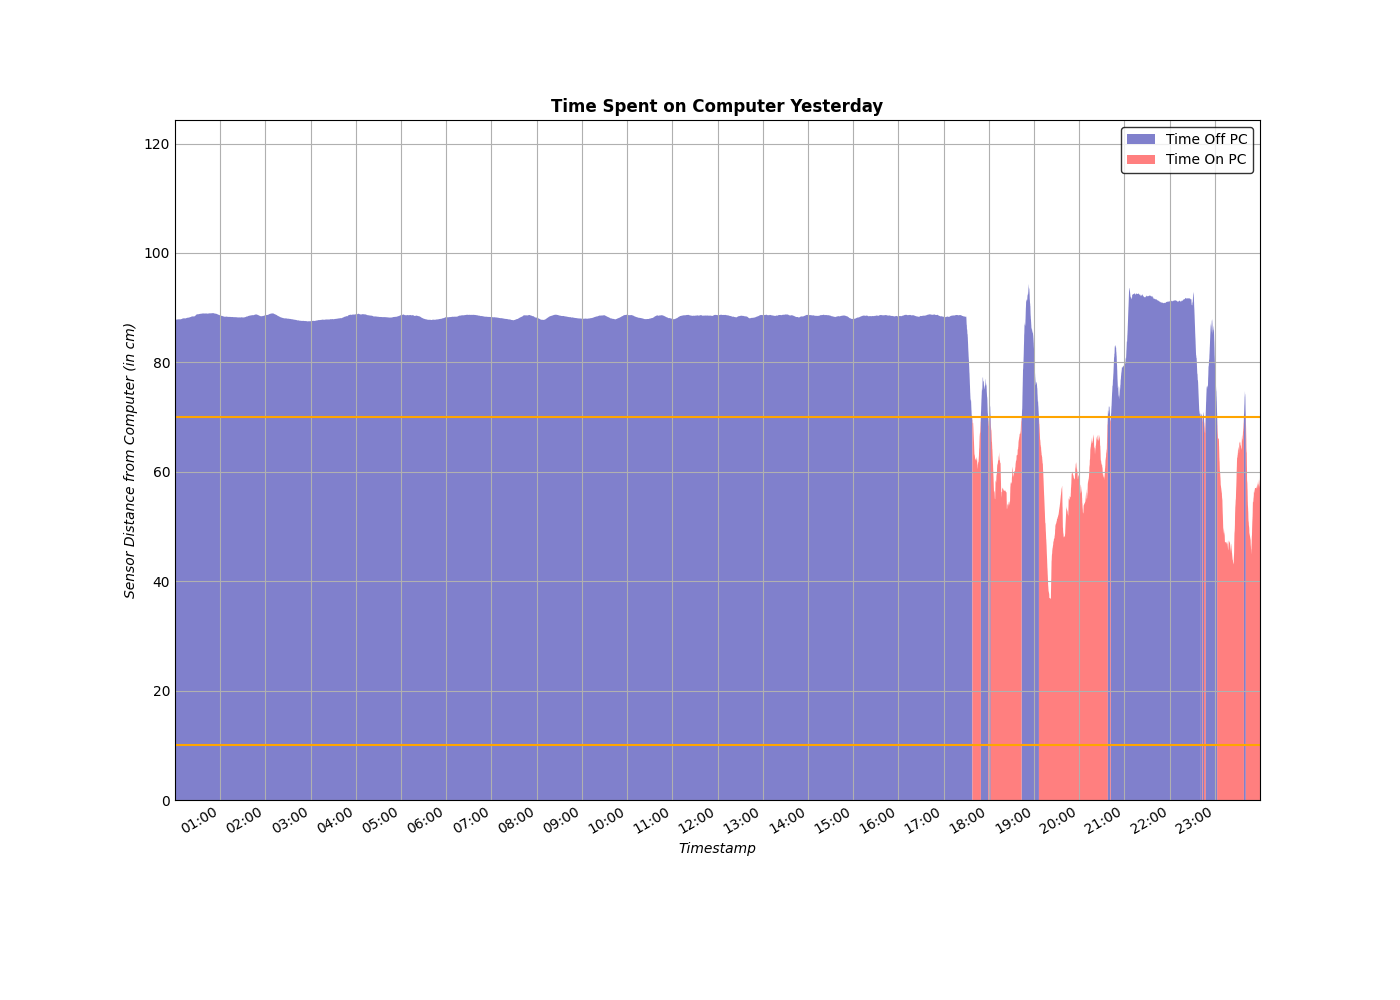 Time Spent on Computer Yesterday
Time Off PC
Time On PC
120
100
80
60
40
20
0
Sensor Distance from Computer (in cm)
01:00 02:00 03:00 04:00 05:00 06:00 07:00 08:00 09:00 10:00 11:00 12:00 13:00 14:00 15:00 16:00 17:00 18:00 19:00 20:00 21:00 22:00 23:00
Timestamp